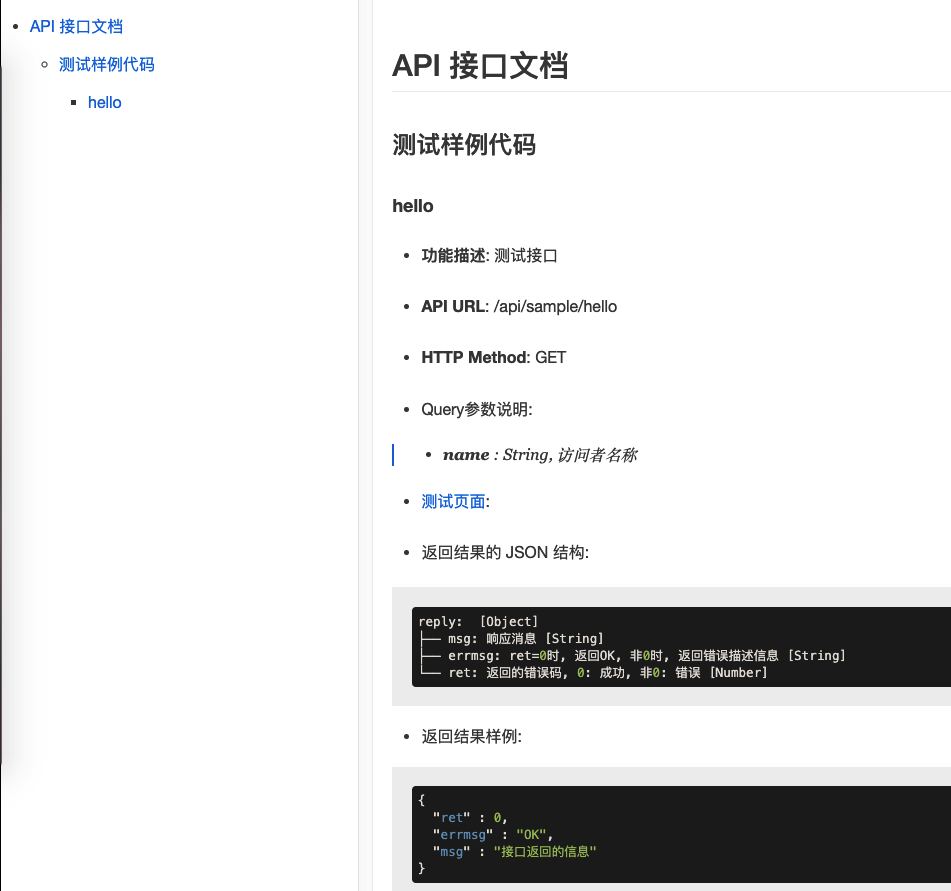 API 接口文档
测试样例代码
hello
API 接口文档
测试样例代码
hello
功能描述: 测试接口
API URL: /api/sample/hello
HTTP Method: GET
Query参数说明:
name : String, 访问者名称
测试页面:
返回结果的 JSON 结构:
reply:  [Object]
├── msg: 响应消息 [String]
├── errmsg: ret=0时, 返回OK, 非0时, 返回错误描述信息 [String]
└── ret: 返回的错误码, 0: 成功, 非0: 错误 [Number]
返回结果样例:
{
  "ret" : 0,
  "errmsg" : "OK",
  "msg" : "接口返回的信息"
}